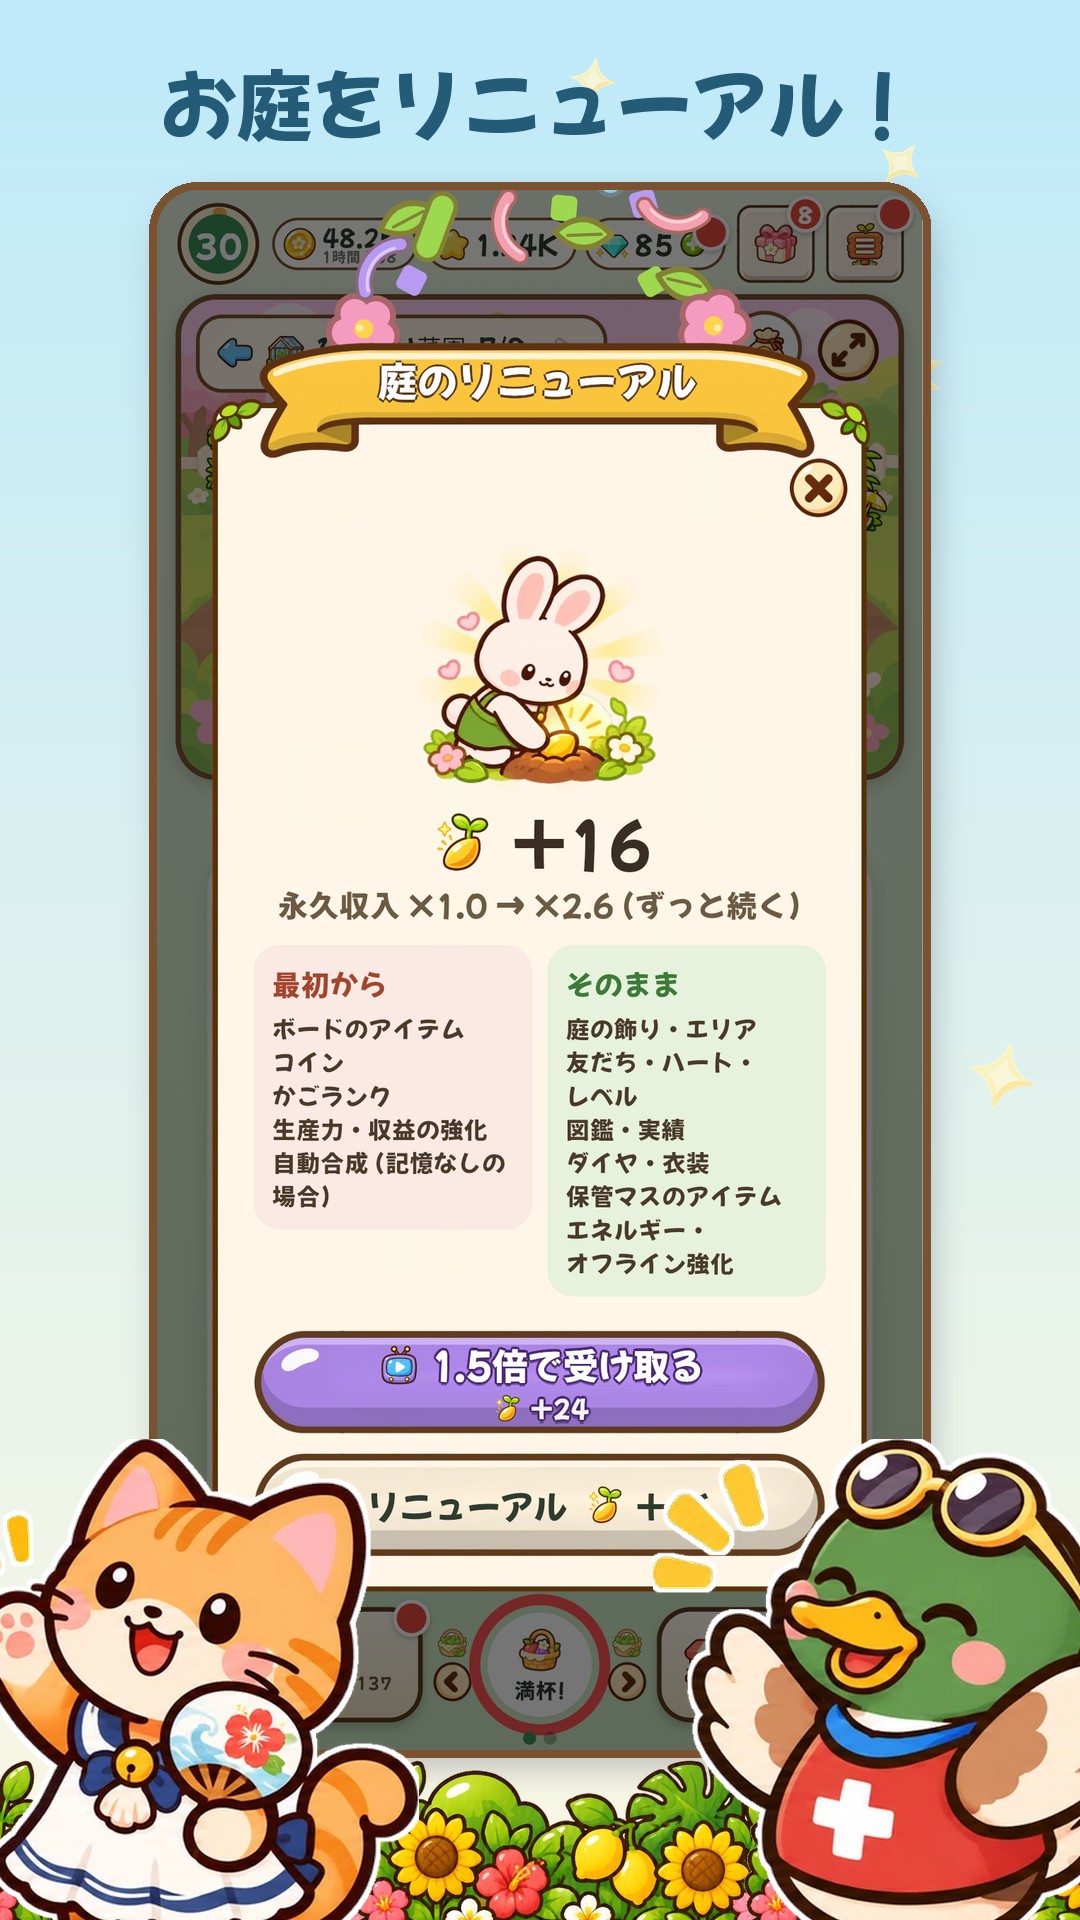 お庭をリニューアル！
30
85
8
庭のリニューアル
+16
永久収入 ×1.0 → ×2.6 (ずっと続く)
最初から
ボードのアイテム
コイン
かごランク
生産力・収益の強化
自動合成 (記憶なしの
場合)
そのまま
庭の飾り・エリア
友だち・ハート・
レベル
図鑑・実績
ダイヤ・衣装
保管マスのアイテム
エネルギー・
オフライン強化
1.5倍で受け取る
+24
リニューアル +
137
満杯!